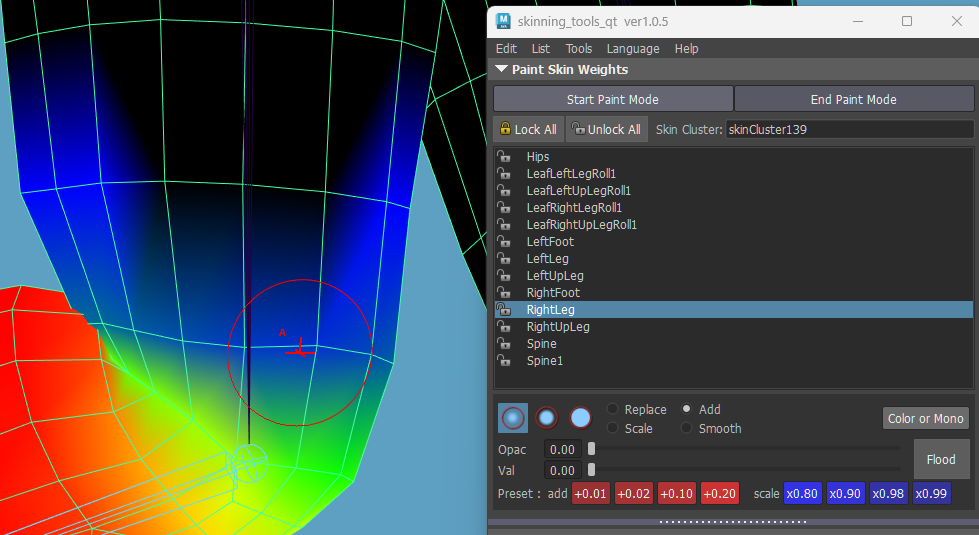 skinning_tools_qt ver1.0.5
Edit List Tools Language Help
Paint Skin Weights
Start Paint Mode End Paint Mode
Lock All Unlock All Skin Cluster: skinCluster139
Hips
LeafLeftLegRoll1
LeafLeftUpLegRoll1
LeafRightLegRoll1
LeafRightUpLegRoll1
LeftFoot
LeftLeg
LeftUpLeg
RightFoot
RightLeg
RightUpLeg
Spine
Spine1
A
Replace Add
Scale Smooth
Color or Mono
Opac 0.00
Val 0.00
Flood
Preset : add +0.01 +0.02 +0.10 +0.20 scale x0.80 x0.90 x0.98 x0.99